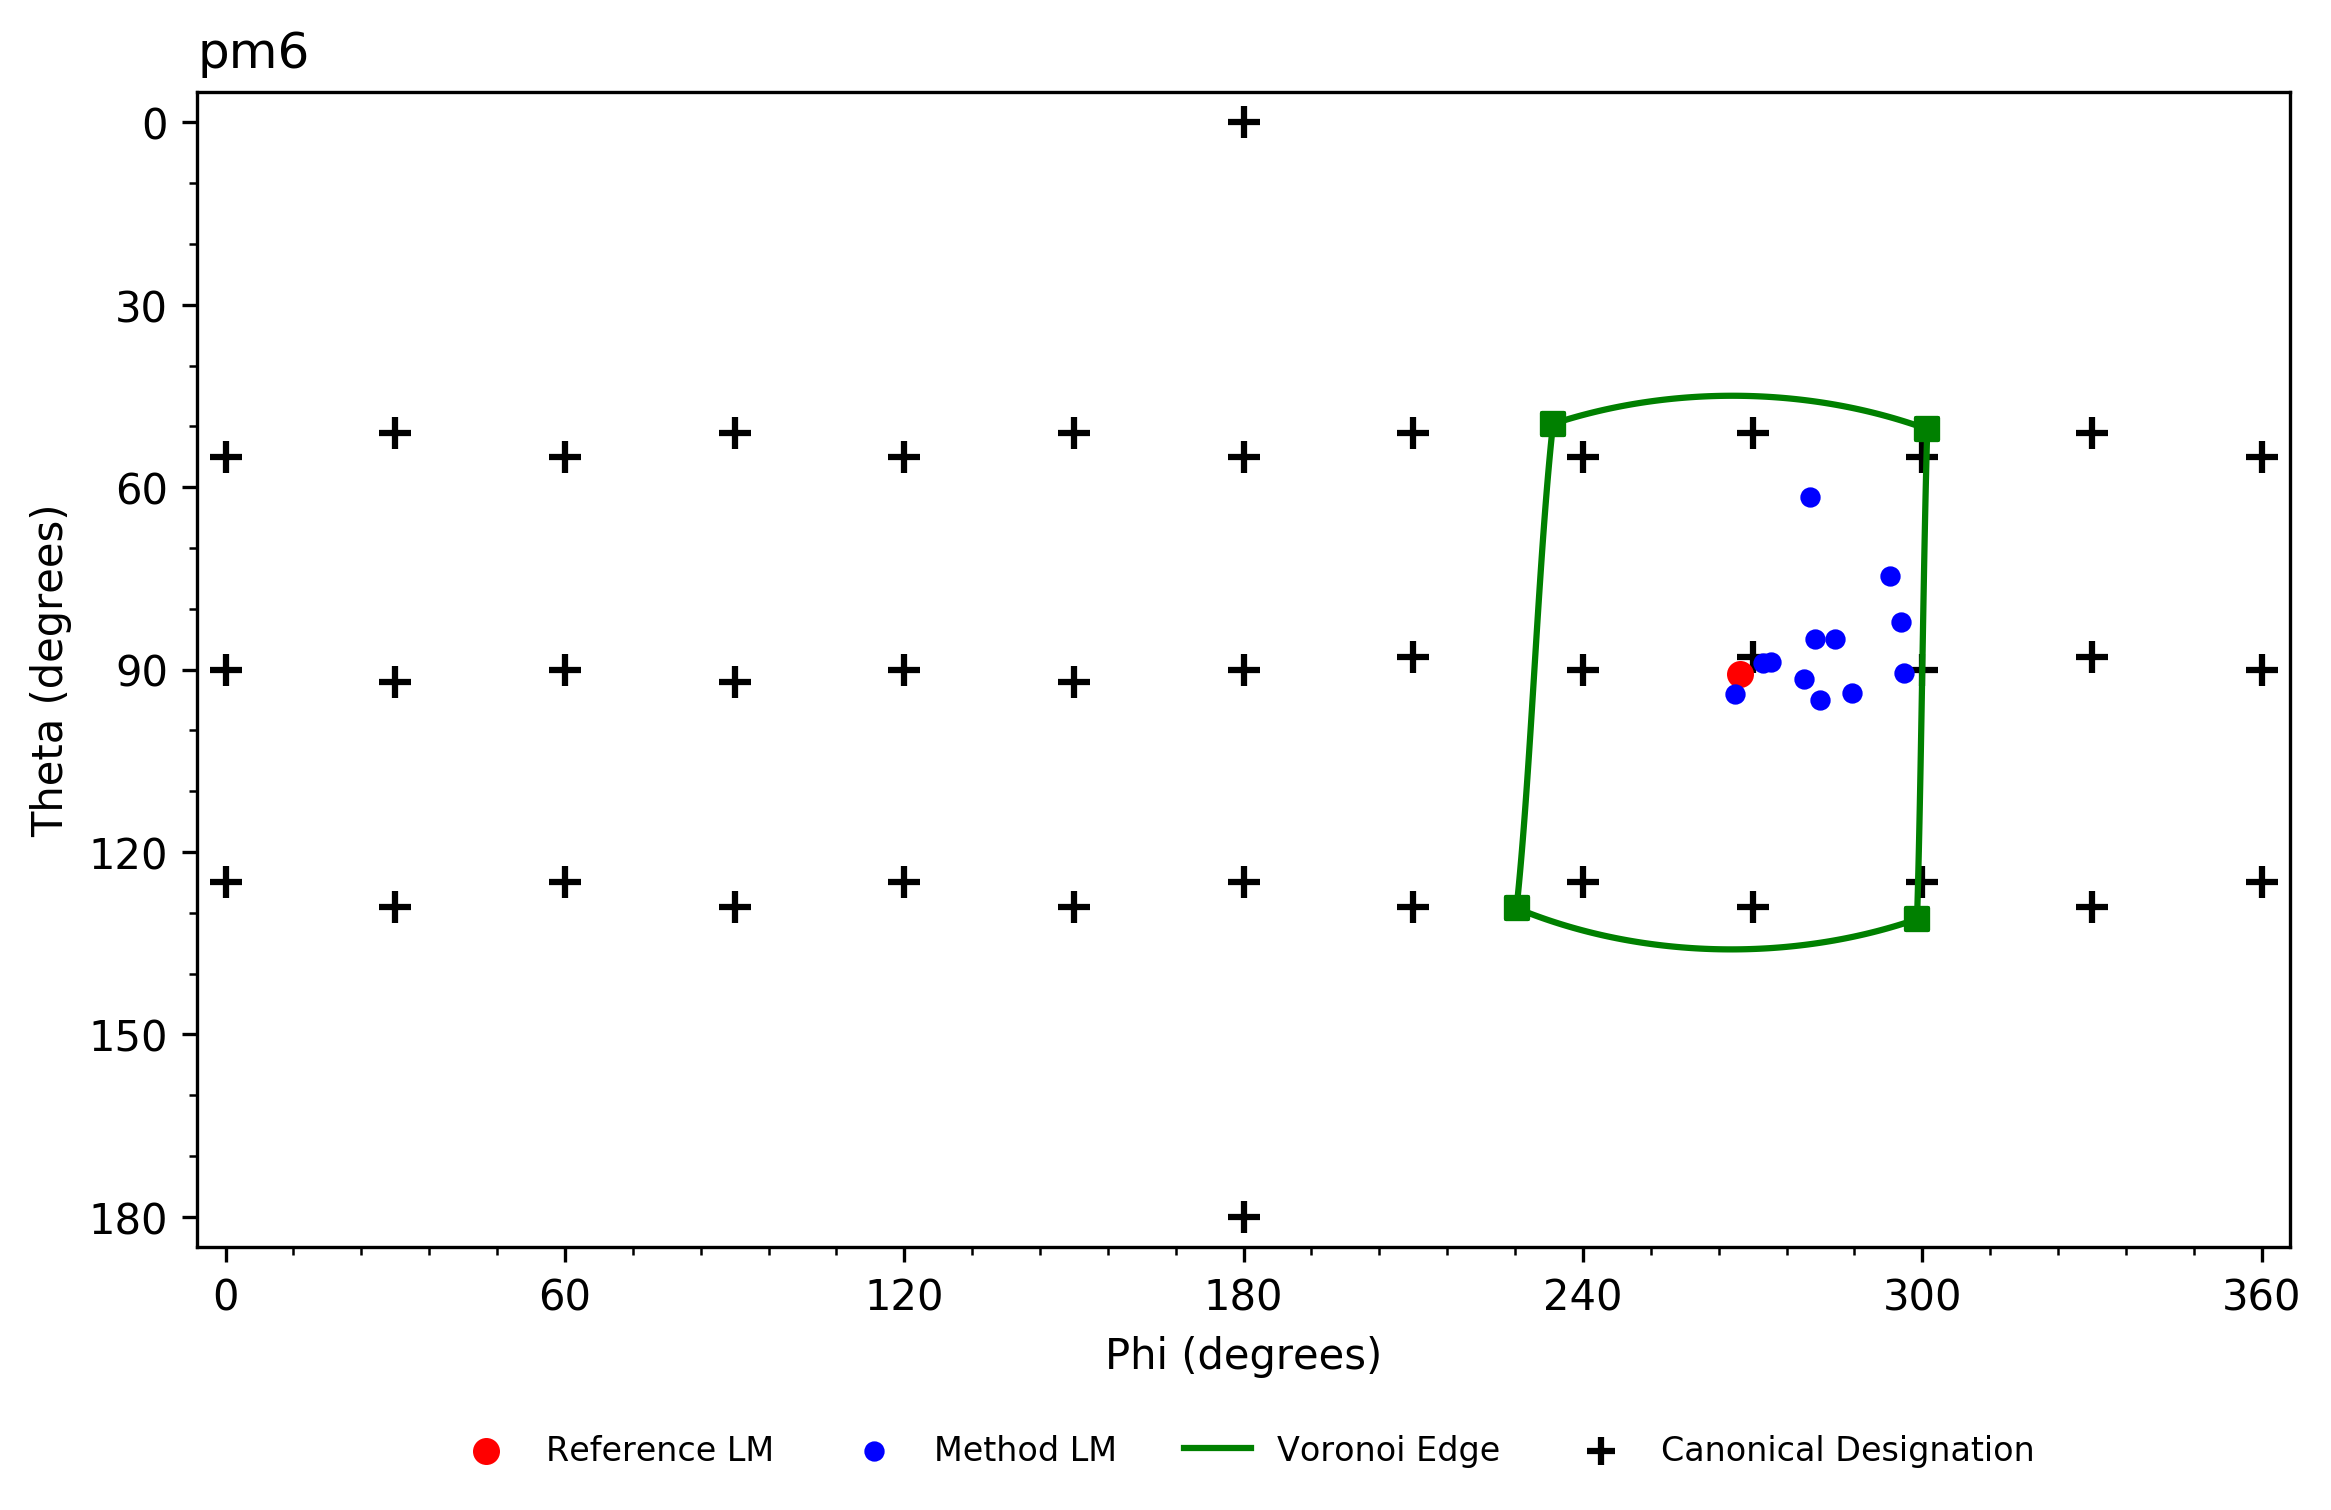 pm6
0
30
60
90
120
150
180
Theta (degrees)
0 60 120 180 240 300 360
Phi (degrees)
Reference LM Method LM Voronoi Edge Canonical Designation